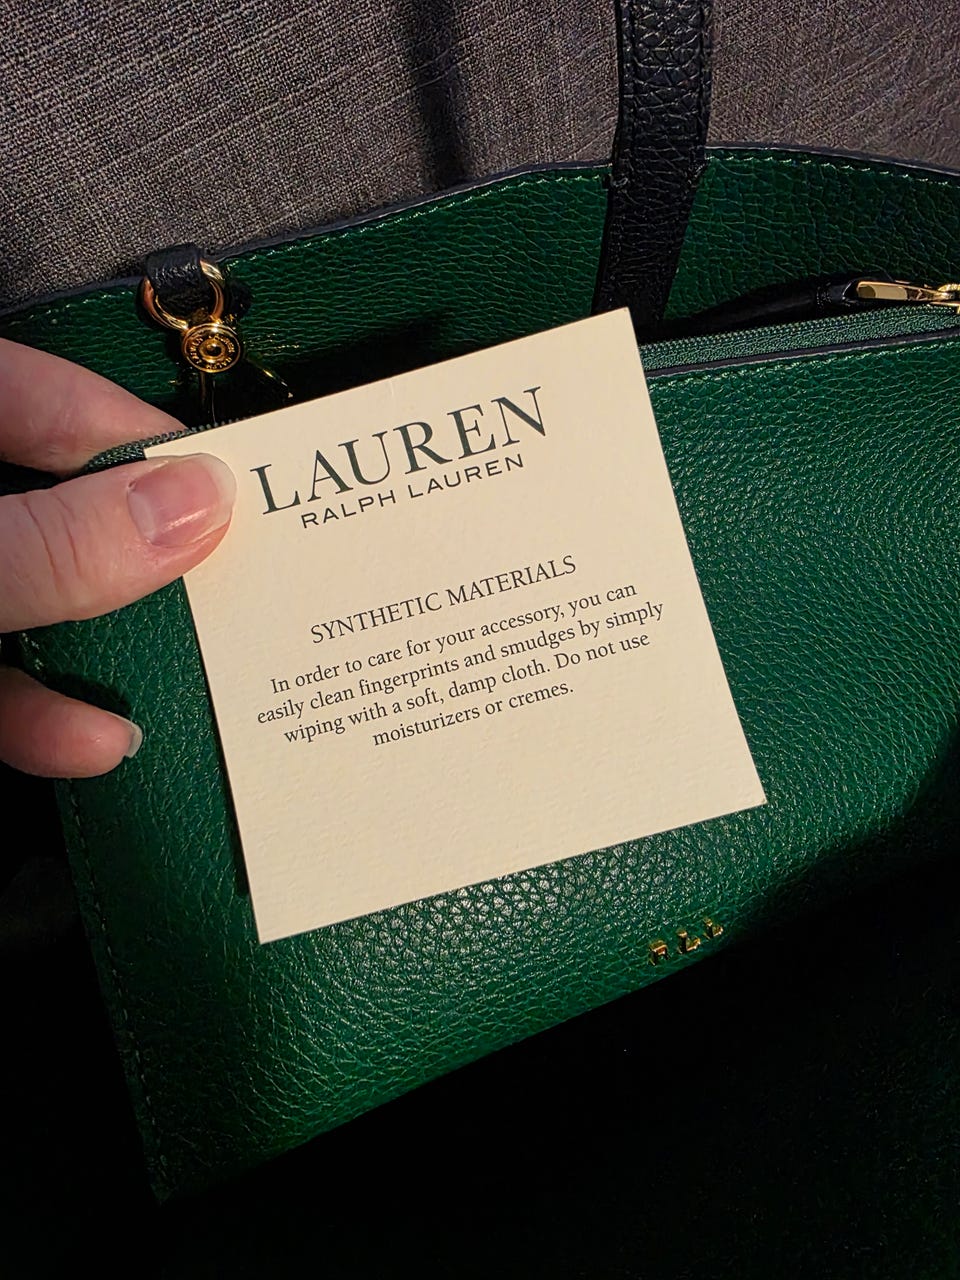 LAUREN
RALPH LAUREN
SYNTHETIC MATERIALS
In order to care for your accessory, you can
easily clean fingerprints and smudges by simply
wiping with a soft, damp cloth. Do not use
moisturizers or cremes.
RLL